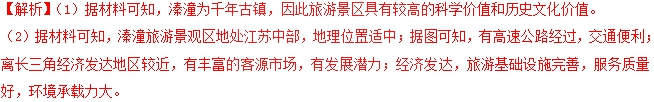 【解析】（1）据材料可知，溱潼为千年古镇，因此旅游景区具有较高的科学价值和历史文化价值。
（2）据材料可知，溱潼旅游景观区地处江苏中部，地理位置适中；据图可知，有高速公路经过，交通便利；
离长三角经济发达地区较近，有丰富的客源市场，有发展潜力；经济发达，旅游基础设施完善，服务质量
好，环境承载力大。